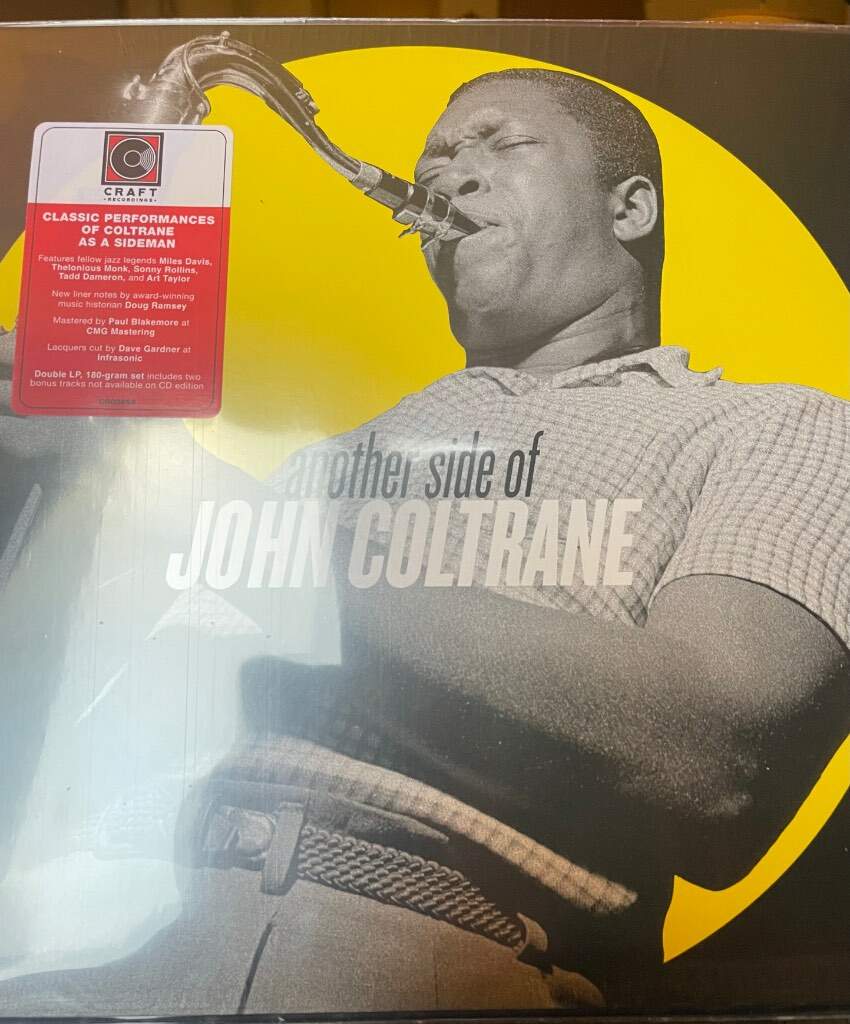 CRAFT
RECORDINGS
CLASSIC PERFORMANCES
OF COLTRANE
AS A SIDEMAN
Features fellow jazz legends Miles Davis,
Thelonious Monk, Sonny Rollins,
Tadd Dameron, and Art Taylor
New liner notes by award-winning
music historian Doug Ramsey
Mastered by Paul Blakemore at
CMG Mastering
Lacquers cut by Dave Gardner at
Infrasonic
Double LP, 180-gram set includes two
bonus tracks not available on CD edition
another side of
JOHN COLTRANE